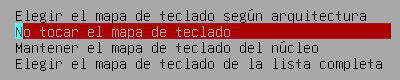 Elegir el mapa de teclado según arquitectura
No tocar el mapa de teclado
Mantener el mapa de teclado del núcleo
Elegir el mapa de teclado de la lista completa